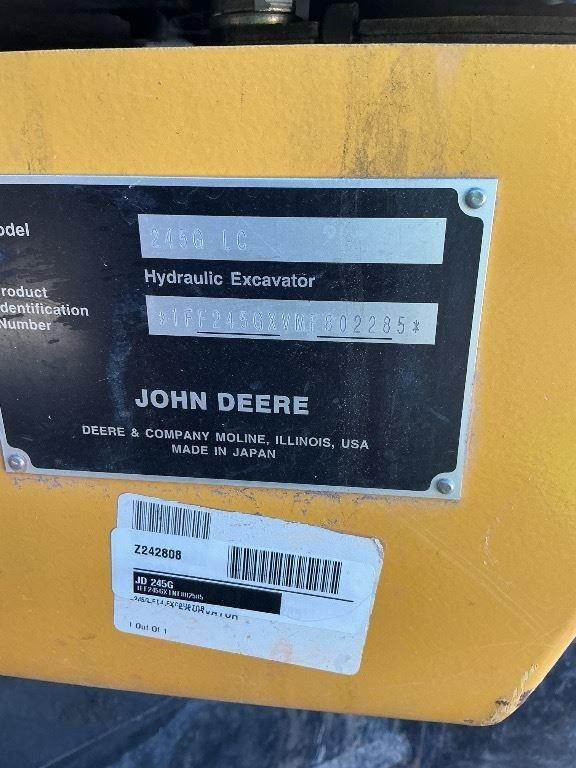 odel
245G LC
Hydraulic Excavator
roduct
dentification
Number
*1FF245GXVMF802285*
JOHN DEERE
DEERE & COMPANY MOLINE, ILLINOIS, USA
MADE IN JAPAN
Z242808
JD 245G
1 Out Of 1